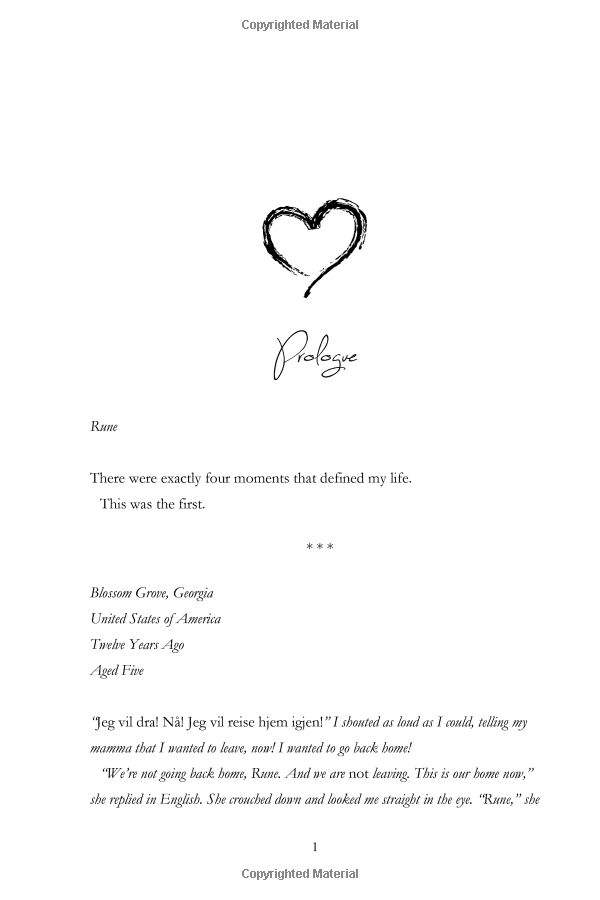 Copyrighted Material
Prologue
Rune
There were exactly four moments that defined my life.
This was the first.
* * *
Blossom Grove, Georgia
United States of America
Twelve Years Ago
Aged Five
“Jeg vil dra! Nå! Jeg vil reise hjem igjen!” I shouted as loud as I could, telling my
mamma that I wanted to leave, now! I wanted to go back home!
“We’re not going back home, Rune. And we are not leaving. This is our home now,”
she replied in English. She crouched down and looked me straight in the eye. “Rune,” she
1
Copyrighted Material